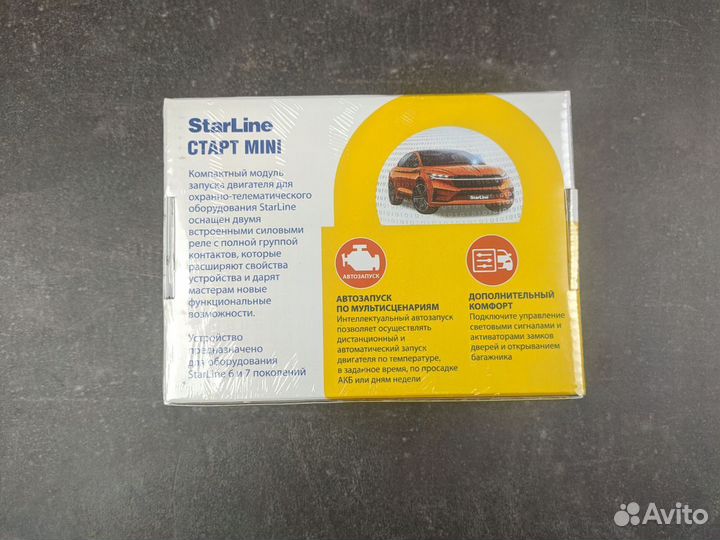 StarLine
СТАРТ MINI
Компактный модуль
запуска двигателя для
охранно-телематического
оборудования StarLine
оснащен двумя
встроенными силовыми
реле с полной группой
контактов, которые
расширяют свойства
устройства и дарят
мастерам новые
функциональные
возможности.
Устройство
предназначено
для оборудования
StarLine 6 и 7 поколений
StarLine
АВТОЗАПУСК
АВТОЗАПУСК
ПО МУЛЬТИСЦЕНАРИЯМ
Интеллектуальный автозапуск
позволяет осуществлять
дистанционный и
автоматический запуск
двигателя по температуре,
в заданное время, по просадке
АКБ или дням недели
ДОПОЛНИТЕЛЬНЫЙ
КОМФОРТ
Подключите управление
световыми сигналами и
активаторами замков
дверей и открыванием
багажника
Avito